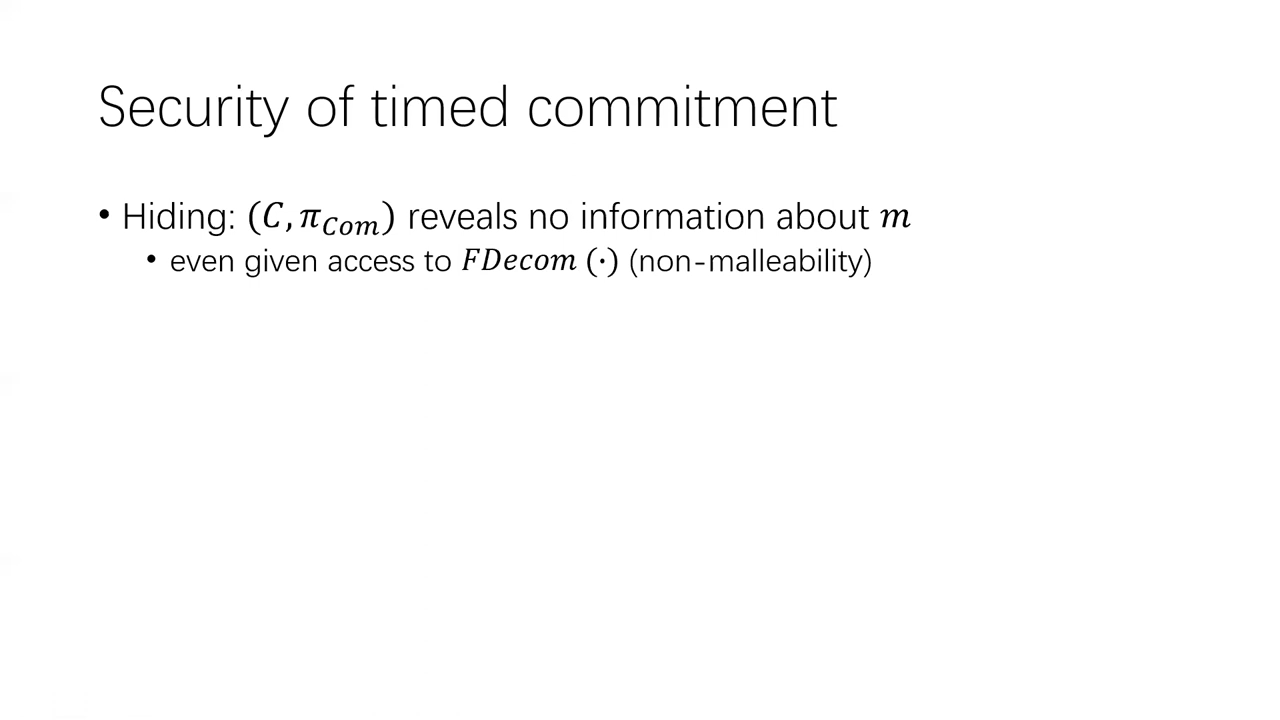 Security of timed commitment
• Hiding: (C, π_Com) reveals no information about m
• even given access to FDecom (·) (non-malleability)